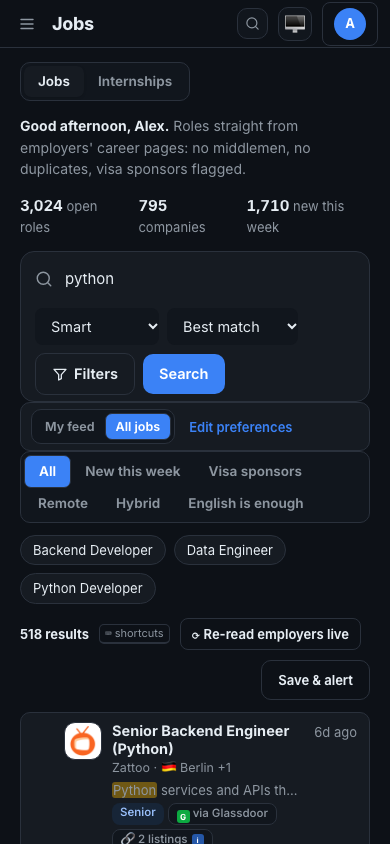 Jobs
A
Jobs Internships
Good afternoon, Alex. Roles straight from
employers' career pages: no middlemen, no
duplicates, visa sponsors flagged.
3,024 open roles
795 companies
1,710 new this week
python
Smart Best match
Filters Search
My feed All jobs Edit preferences
All New this week Visa sponsors
Remote Hybrid English is enough
Backend Developer Data Engineer
Python Developer
518 results shortcuts Re-read employers live
Save & alert
Senior Backend Engineer
(Python)
6d ago
Zattoo · 🇩🇪 Berlin +1
Python services and APIs th...
Senior G via Glassdoor
🔗 2 listings i